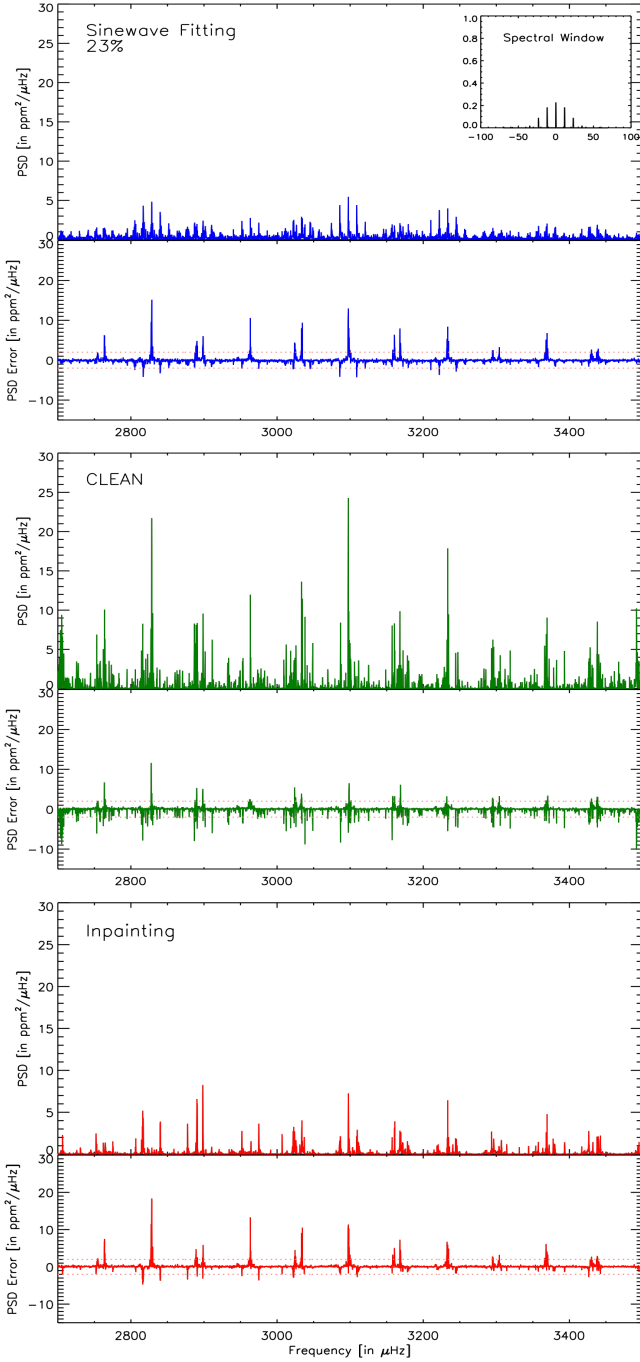 Sinewave Fitting
23%
Spectral Window
1.0
0.8
0.6
0.4
0.2
0.0
-100 -50 0 50 100
PSD [in ppm²/μHz]
30
25
20
15
10
5
0
PSD Error [in ppm²/μHz]
30
20
10
0
-10
2800 3000 3200 3400
CLEAN
PSD [in ppm²/μHz]
30
25
20
15
10
5
0
PSD Error [in ppm²/μHz]
30
20
10
0
-10
2800 3000 3200 3400
Inpainting
PSD [in ppm²/μHz]
30
25
20
15
10
5
0
PSD Error [in ppm²/μHz]
30
20
10
0
-10
2800 3000 3200 3400
Frequency [in μHz]